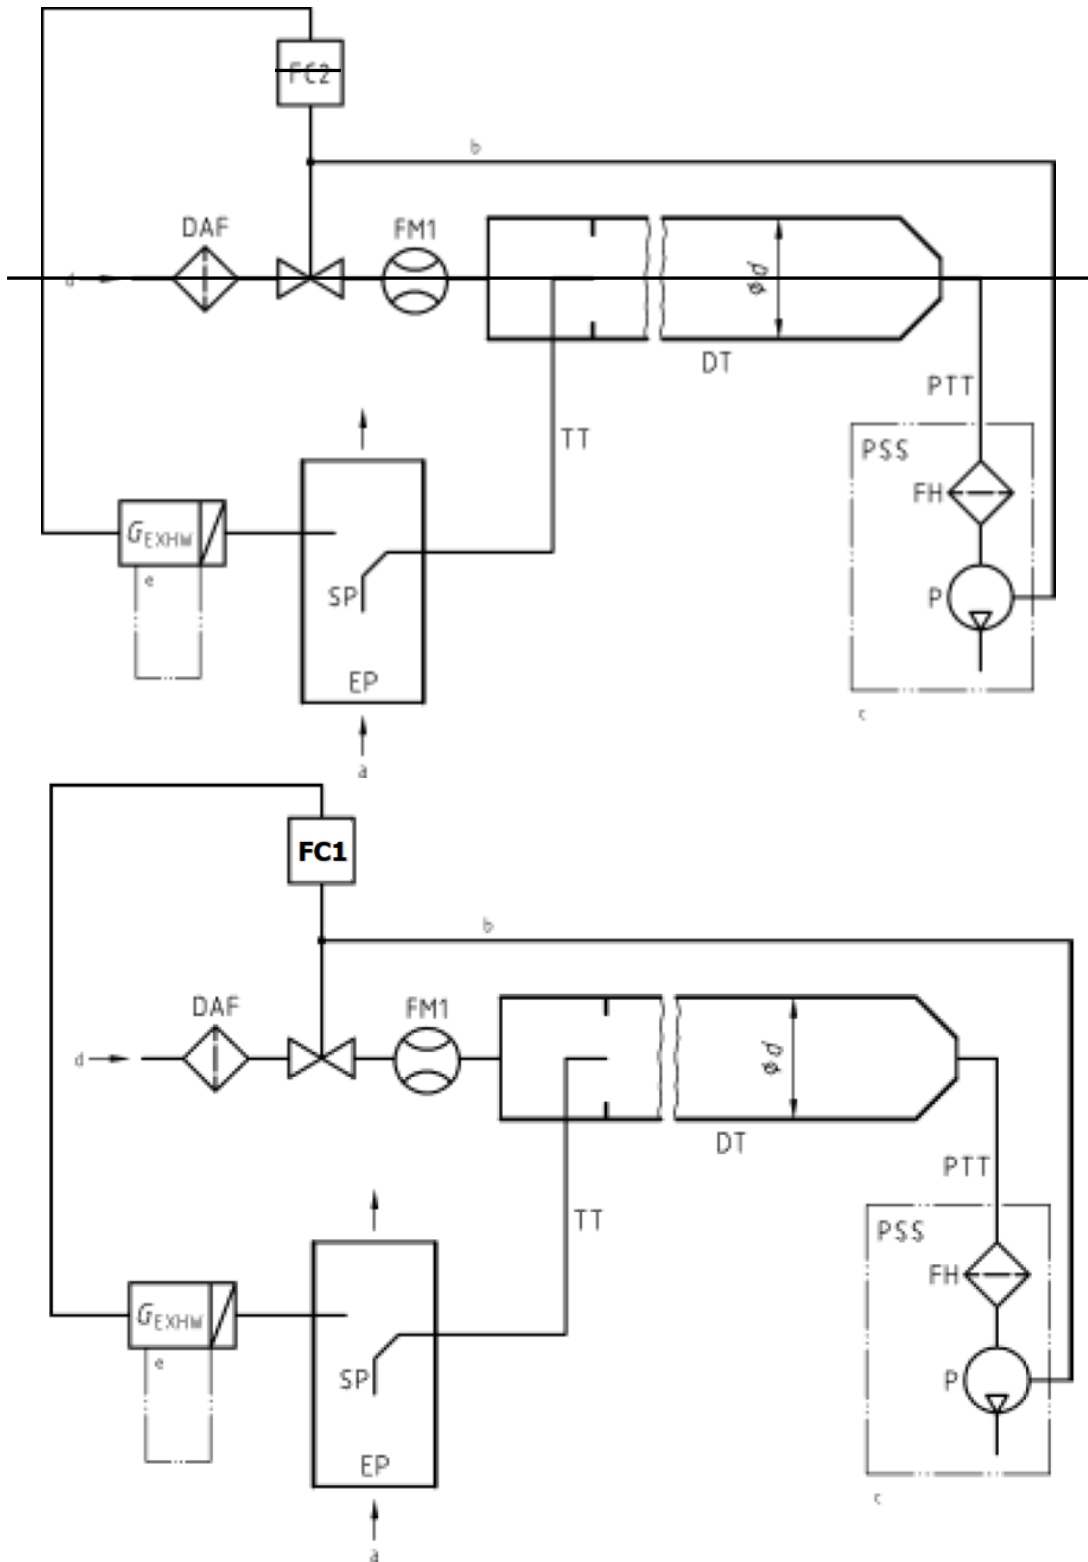 FC2
b
DAF
FM1
d
ϕd
DT
PTT
TT
PSS
FH
GEXHW
e
SP
P
EP
c
a
FC1
b
DAF
FM1
d
ϕd
DT
PTT
TT
PSS
FH
GEXHW
e
SP
P
EP
c
a